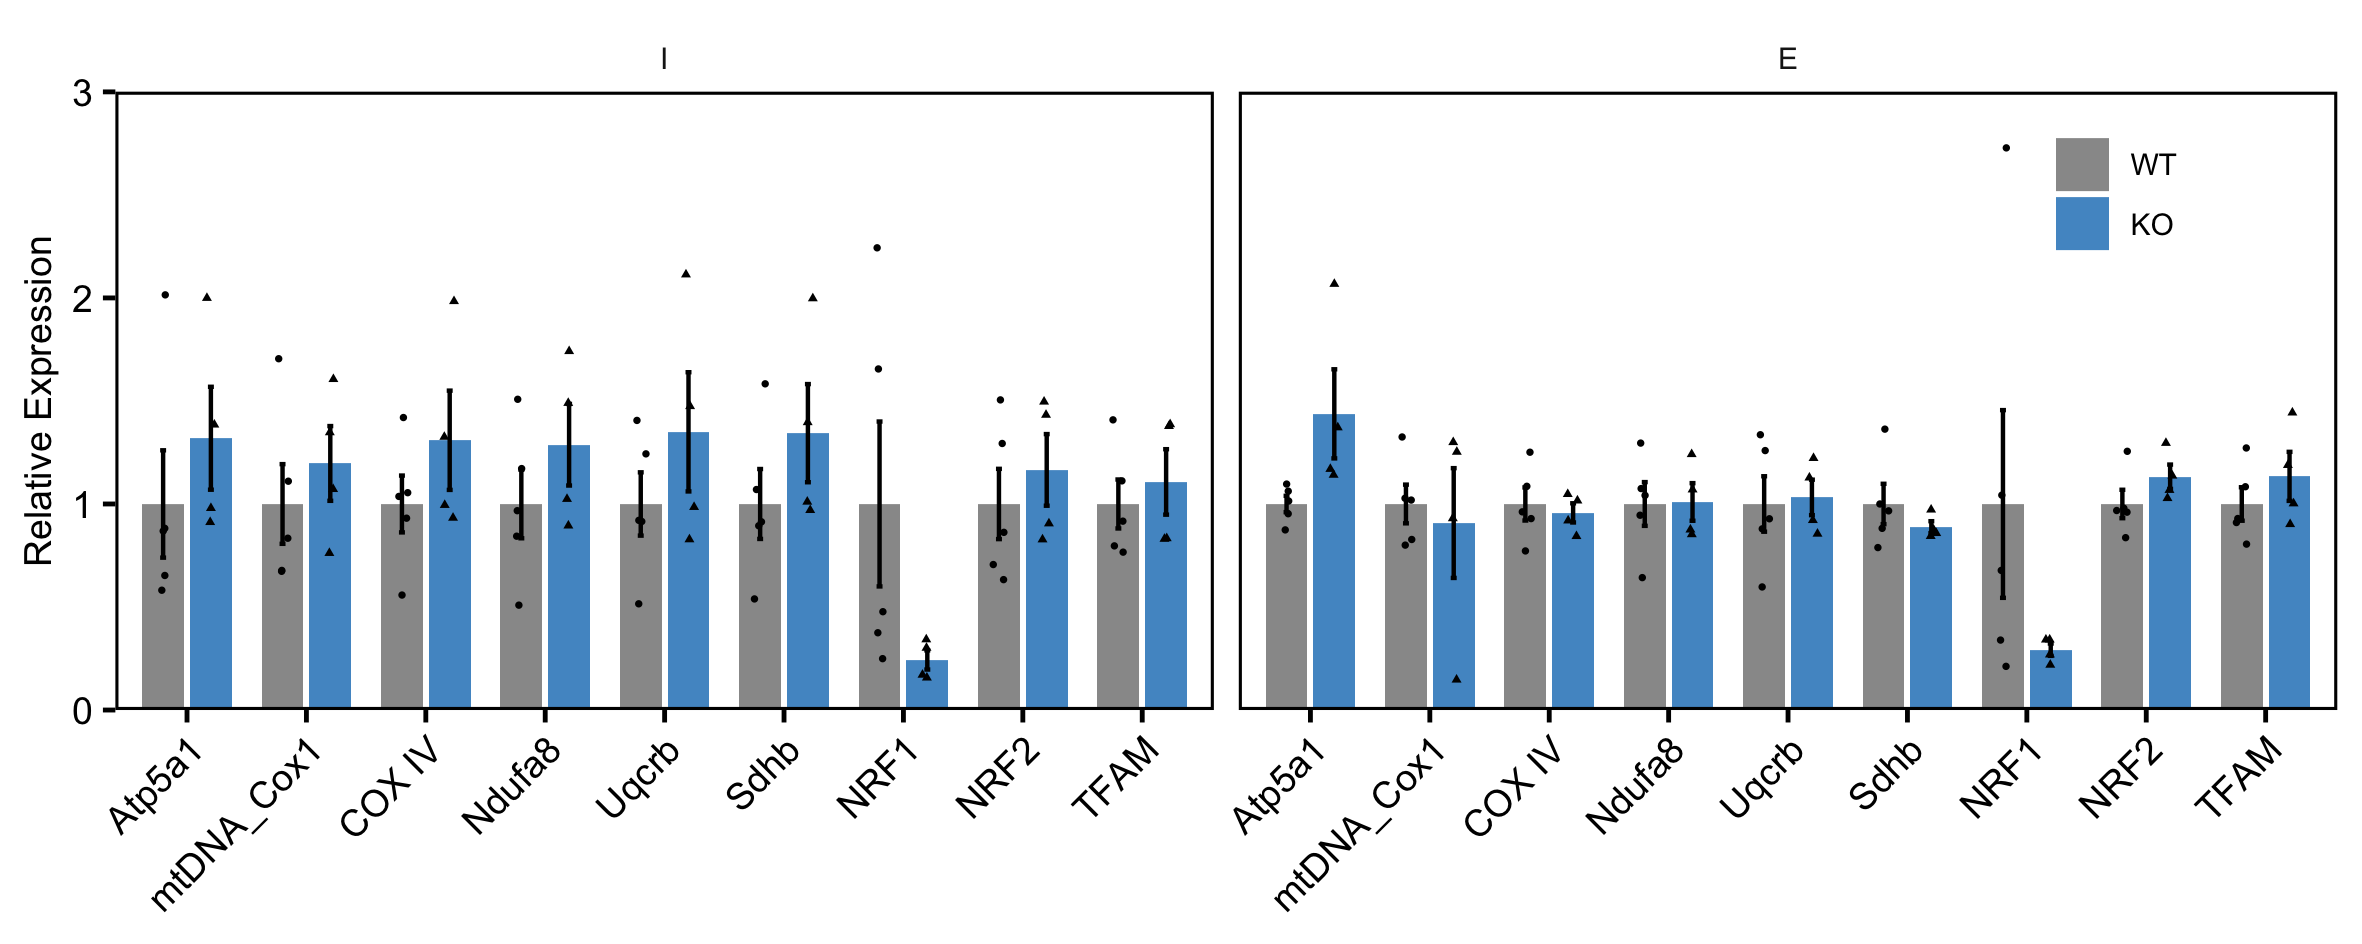 I
E
3
2
1
0
Relative Expression
WT
KO
Atp5a1
mtDNA_Cox1
COX IV
Ndufa8
Uqcrb
Sdhb
NRF1
NRF2
TFAM
Atp5a1
mtDNA_Cox1
COX IV
Ndufa8
Uqcrb
Sdhb
NRF1
NRF2
TFAM